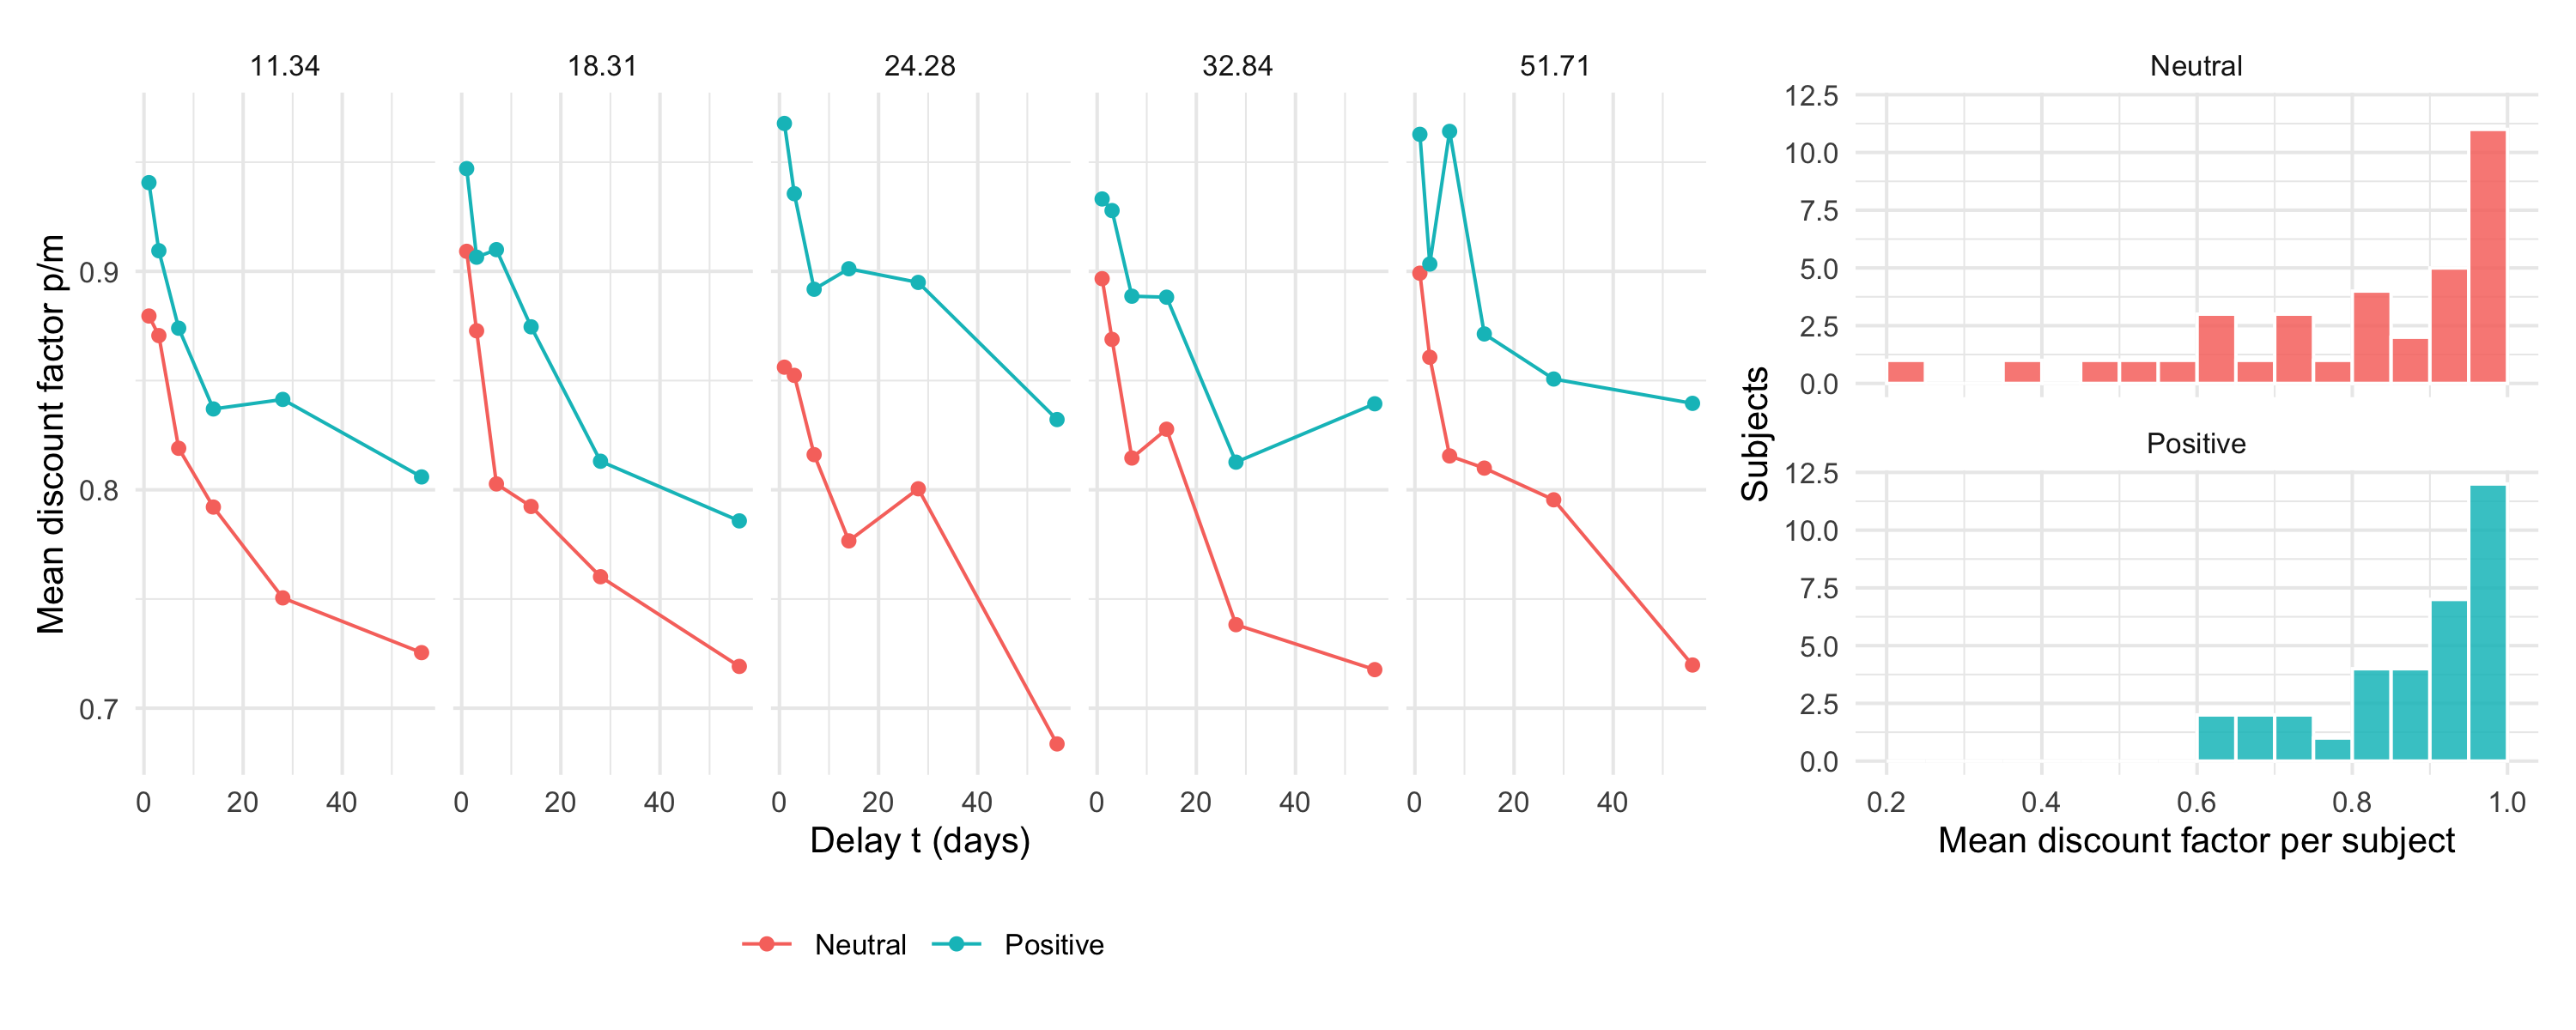 11.34 18.31 24.28 32.84 51.71
Mean discount factor p/m
0.9
0.8
0.7
0 20 40 0 20 40 0 20 40 0 20 40 0 20 40
Delay t (days)
Neutral Positive
Neutral
Subjects
12.5
10.0
7.5
5.0
2.5
0.0
Positive
12.5
10.0
7.5
5.0
2.5
0.0
0.2 0.4 0.6 0.8 1.0
Mean discount factor per subject